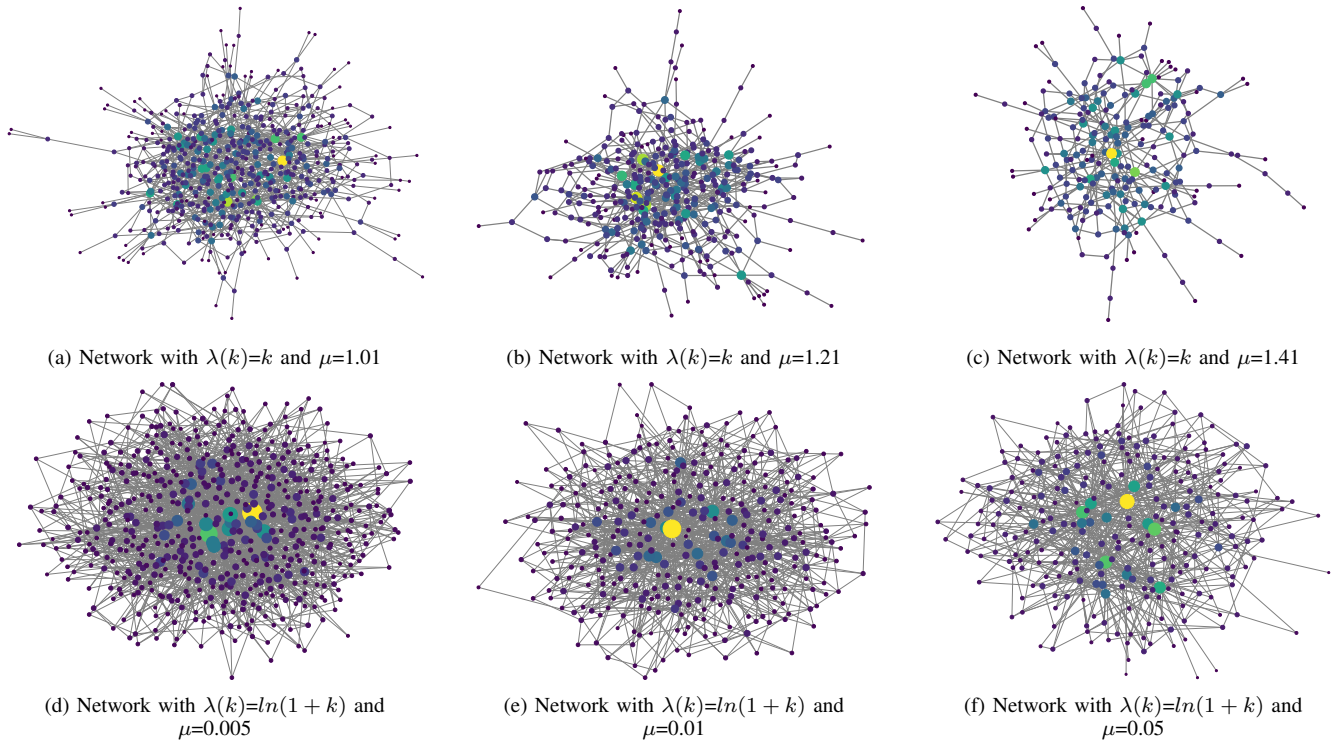 (a) Network with λ(k)=k and μ=1.01
(b) Network with λ(k)=k and μ=1.21
(c) Network with λ(k)=k and μ=1.41
(d) Network with λ(k)=ln(1 + k) and
μ=0.005
(e) Network with λ(k)=ln(1 + k) and
μ=0.01
(f) Network with λ(k)=ln(1 + k) and
μ=0.05